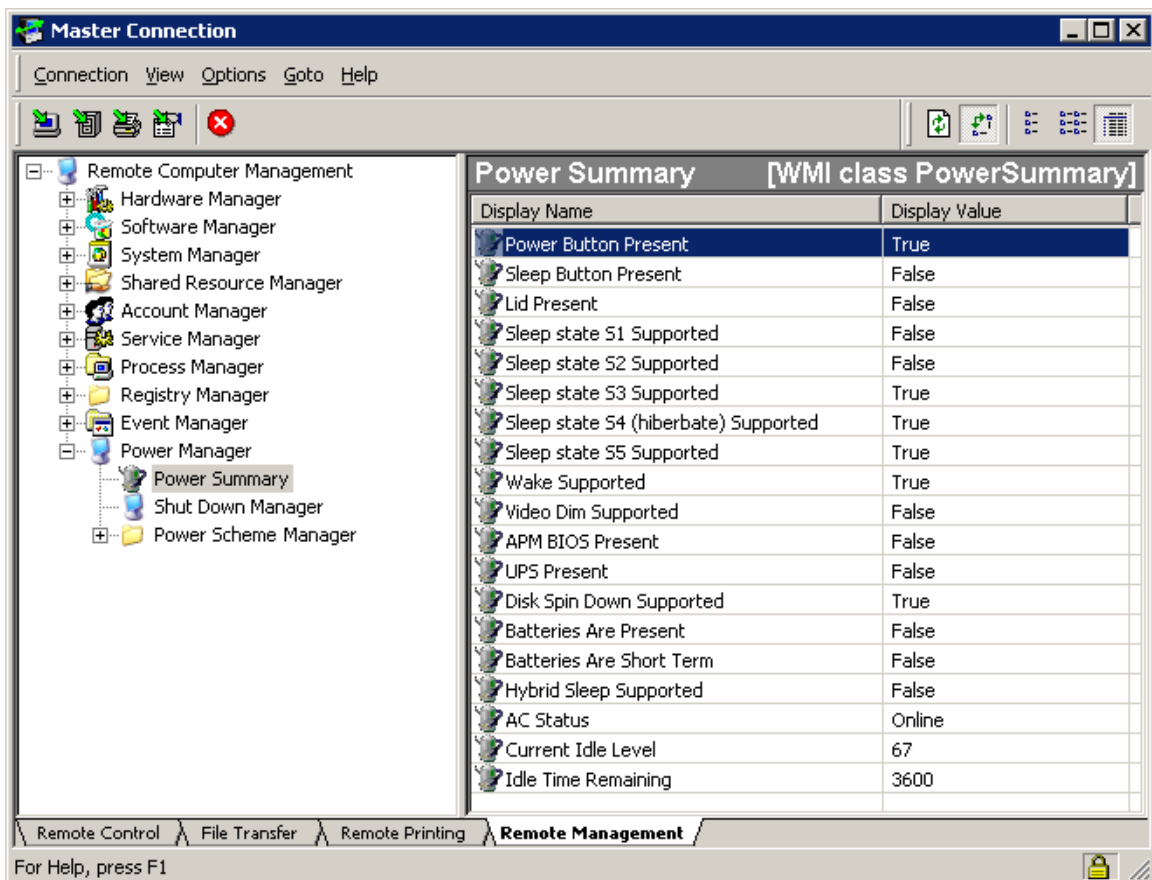 Master Connection
Connection View Options Goto Help
Remote Computer Management
Hardware Manager
Software Manager
System Manager
Shared Resource Manager
Account Manager
Service Manager
Process Manager
Registry Manager
Event Manager
Power Manager
Power Summary
Shut Down Manager
Power Scheme Manager
Power Summary [WMI class PowerSummary]
Display Name Display Value
Power Button Present True
Sleep Button Present False
Lid Present False
Sleep state S1 Supported False
Sleep state S2 Supported False
Sleep state S3 Supported True
Sleep state S4 (hiberbate) Supported True
Sleep state S5 Supported True
Wake Supported True
Video Dim Supported False
APM BIOS Present False
UPS Present False
Disk Spin Down Supported True
Batteries Are Present False
Batteries Are Short Term False
Hybrid Sleep Supported False
AC Status Online
Current Idle Level 67
Idle Time Remaining 3600
Remote Control File Transfer Remote Printing Remote Management
For Help, press F1